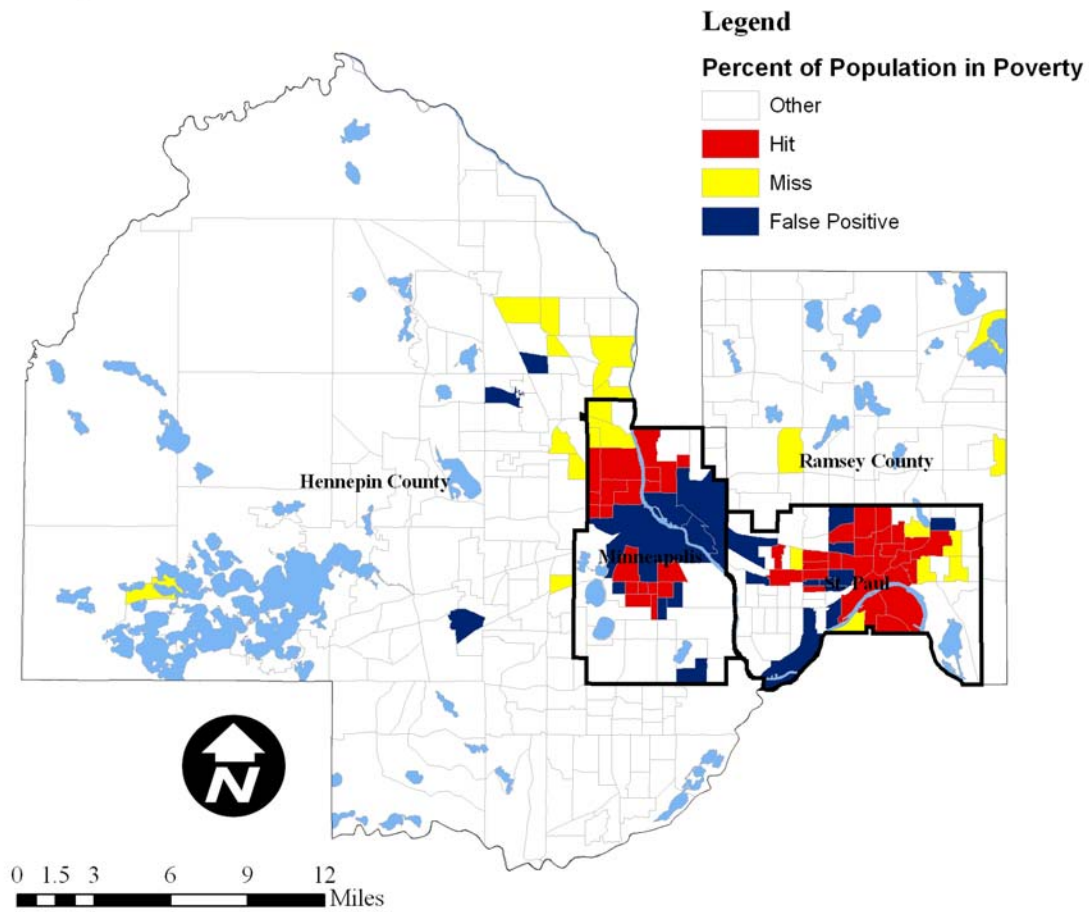 Legend
Percent of Population in Poverty
Other
Hit
Miss
False Positive
Hennepin County
Ramsey County
Minneapolis
St. Paul
N
0 1.5 3 6 9 12
Miles